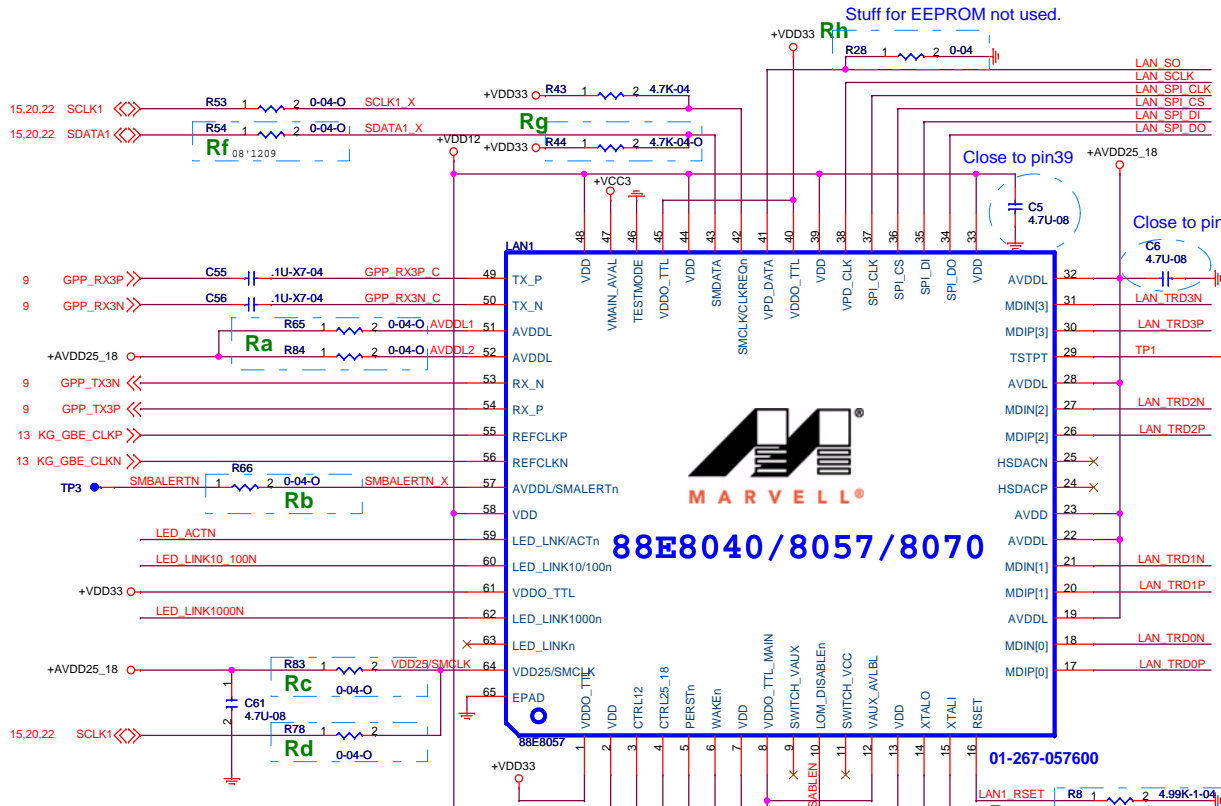 Stuff for EEPROM not used.
+VDD33 Rh
R28 1 2 0-04
LAN_SO
LAN_SCLK
LAN_SPI_CLK
LAN_SPI_CS
LAN_SPI_DI
LAN_SPI_DO
+VDD33 R43 1 2 4.7K-04
15,20,22 SCLK1 R53 1 2 0-04-O SCLK1_X
15,20,22 SDATA1 R54 1 2 0-04-O SDATA1_X
Rf 08'1209
Rg
+VDD33 R44 1 2 4.7K-04-O
+VDD12
+VCC3
Close to pin39
+AVDD25_18
C5
4.7U-08
Close to pin
C6
4.7U-08
LAN1
48 47 46 45 44 43 42 41 40 39 38 37 36 35 34 33
VDD
VMAIN_AVAL
TESTMODE
VDDO_TTL
VDD
SMDATA
SMCLK/CLKREQn
VPD_DATA
VDDO_TTL
VDD
VPD_CLK
SPI_CLK
SPI_CS
SPI_DI
SPI_DO
VDD
9 GPP_RX3P C55 .1U-X7-04 GPP_RX3P_C 49 TX_P
9 GPP_RX3N C56 .1U-X7-04 GPP_RX3N_C 50 TX_N
R65 1 2 0-04-O AVDDL1 51 AVDDL
Ra
+AVDD25_18 R84 1 2 0-04-O AVDDL2 52 AVDDL
9 GPP_TX3N 53 RX_N
9 GPP_TX3P 54 RX_P
13 KG_GBE_CLKP 55 REFCLKP
13 KG_GBE_CLKN 56 REFCLKN
TP3 SMBALERTN R66 1 2 0-04-O SMBALERTN_X 57 AVDDL/SMALERTn
Rb
58 VDD
LED_ACTN 59 LED_LNK/ACTn
LED_LINK10_100N 60 LED_LINK10/100n
+VDD33 61 VDDO_TTL
LED_LINK1000N 62 LED_LINK1000n
63 LED_LINKn
+AVDD25_18 R83 1 2 0-04-O VDD25/SMCLK 64 VDD25/SMCLK
Rc
65 EPAD
1 C61 2
4.7U-08
15,20,22 SCLK1 R78 1 2 0-04-O
Rd
MARVELL®
®
88E8040/8057/8070
AVDDL 32
MDIN[3] 31 LAN_TRD3N
MDIP[3] 30 LAN_TRD3P
TSTPT 29 TP1
AVDDL 28
MDIN[2] 27 LAN_TRD2N
MDIP[2] 26 LAN_TRD2P
HSDACN 25
HSDACP 24
AVDD 23
AVDDL 22
MDIN[1] 21 LAN_TRD1N
MDIP[1] 20 LAN_TRD1P
AVDDL 19
MDIN[0] 18 LAN_TRD0N
MDIP[0] 17 LAN_TRD0P
VDDO_TTL
VDD
CTRL12
CTRL25_18
PERSTn
WAKEn
VDD
VDDO_TTL_MAIN
SWITCH_VAUX
LOM_DISABLEn
SWITCH_VCC
VAUX_AVLBL
VDD
XTALO
XTALI
RSET
88E8057
1 2 3 4 5 6 7 8 9 10 11 12 13 14 15 16
01-267-057600
+VDD33
SABLEN
LAN1_RSET R8 1 2 4.99K-1-04